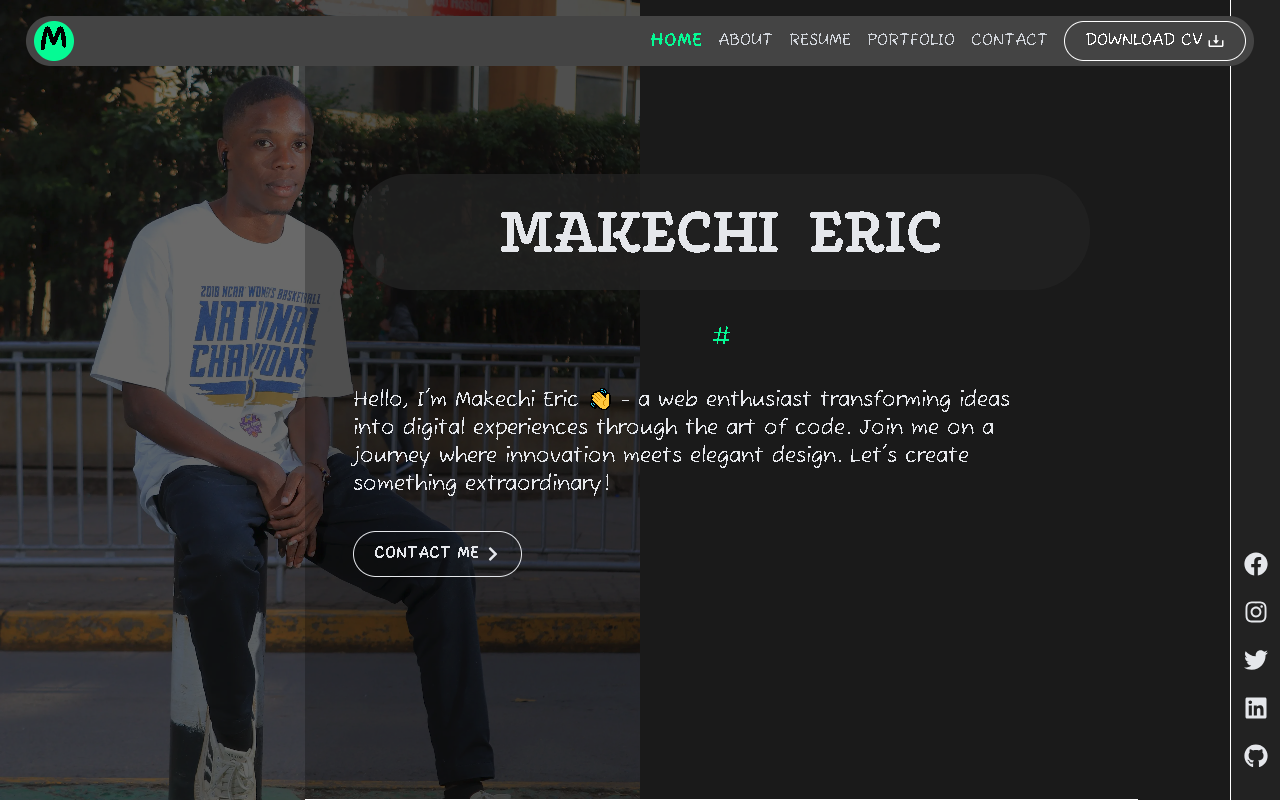 M
HOME ABOUT RESUME PORTFOLIO CONTACT DOWNLOAD CV
MAKECHI ERIC
#
2016 NCAA WOMEN'S BASKETBALL
NATIONAL
CHAMPIONS
Hello, I'm Makechi Eric 👋 - a web enthusiast transforming ideas
into digital experiences through the art of code. Join me on a
journey where innovation meets elegant design. Let's create
something extraordinary!
CONTACT ME